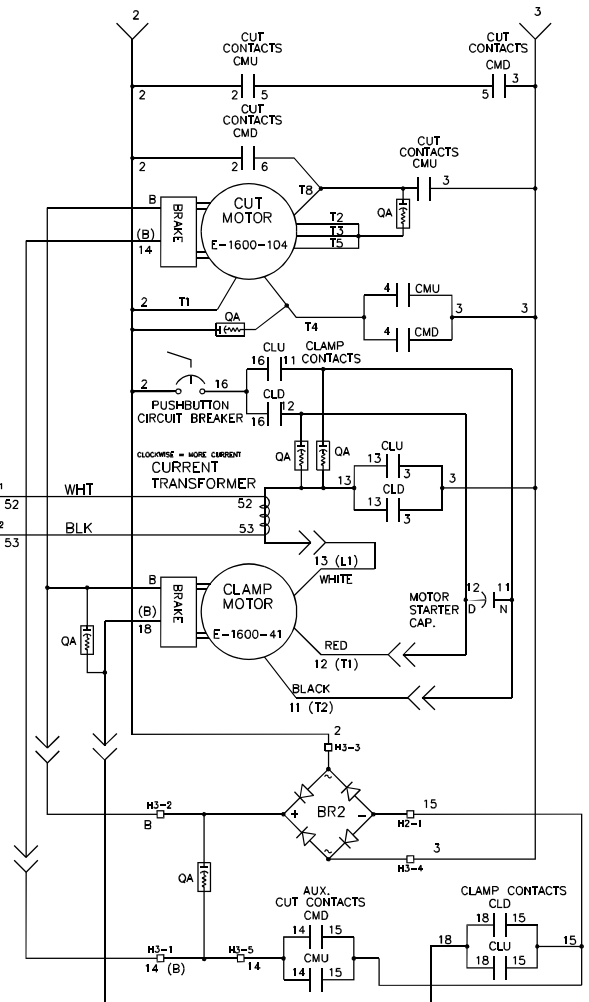 2
3
CUT
CONTACTS
CMU
CUT
CONTACTS
CMD
2
2
5
5
3
CUT
CONTACTS
CMD
2
2
6
CUT
CONTACTS
CMU
3
T8
QA
B
(B)
14
BRAKE
CUT
MOTOR
E-1600-104
T2
T3
T5
2
T1
QA
T4
4
CMU
4
CMD
3
3
2
16
PUSHBUTTON
CIRCUIT BREAKER
CLU
16
11
CLAMP
CONTACTS
CLD
16
12
CLOCKWISE = MORE CURRENT
CURRENT
TRANSFORMER
QA
QA
13
CLU
13
3
CLD
13
3
3
1
WHT
52
52
2
BLK
53
53
13 (L1)
WHITE
B
(B)
18
BRAKE
CLAMP
MOTOR
E-1600-41
QA
MOTOR
STARTER
CAP.
12
D
11
N
RED
12 (T1)
BLACK
11 (T2)
2
H3-3
~
BR2
+
-
~
H3-2
B
15
H2-1
3
H3-4
QA
AUX.
CUT CONTACTS
CMD
14
15
CMU
14
15
H3-1
14 (B)
H3-5
14
CLAMP CONTACTS
CLD
18
15
CLU
18
15
18
15